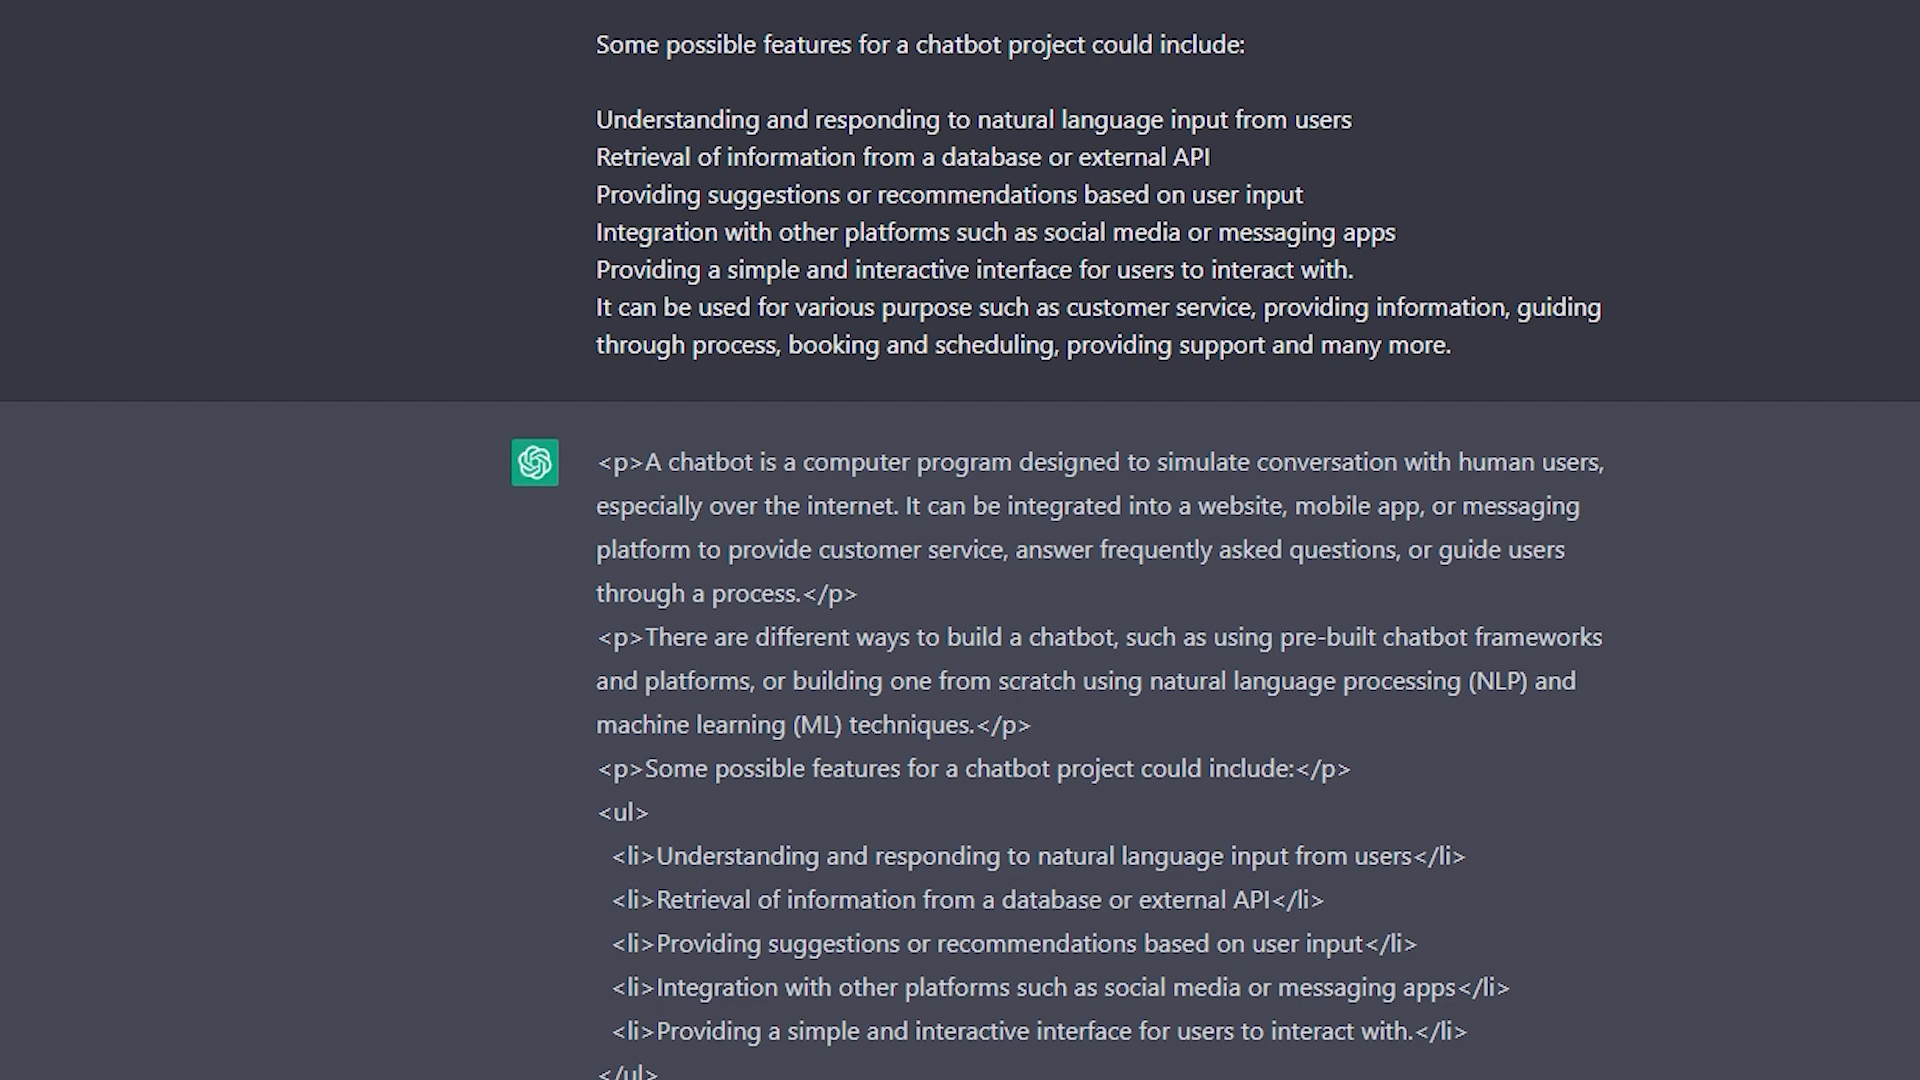 Some possible features for a chatbot project could include:
Understanding and responding to natural language input from users
Retrieval of information from a database or external API
Providing suggestions or recommendations based on user input
Integration with other platforms such as social media or messaging apps
Providing a simple and interactive interface for users to interact with.
It can be used for various purpose such as customer service, providing information, guiding
through process, booking and scheduling, providing support and many more.
<p>A chatbot is a computer program designed to simulate conversation with human users,
especially over the internet. It can be integrated into a website, mobile app, or messaging
platform to provide customer service, answer frequently asked questions, or guide users
through a process.</p>
<p>There are different ways to build a chatbot, such as using pre-built chatbot frameworks
and platforms, or building one from scratch using natural language processing (NLP) and
machine learning (ML) techniques.</p>
<p>Some possible features for a chatbot project could include:</p>
<ul>
<li>Understanding and responding to natural language input from users</li>
<li>Retrieval of information from a database or external API</li>
<li>Providing suggestions or recommendations based on user input</li>
<li>Integration with other platforms such as social media or messaging apps</li>
<li>Providing a simple and interactive interface for users to interact with.</li>
</ul>